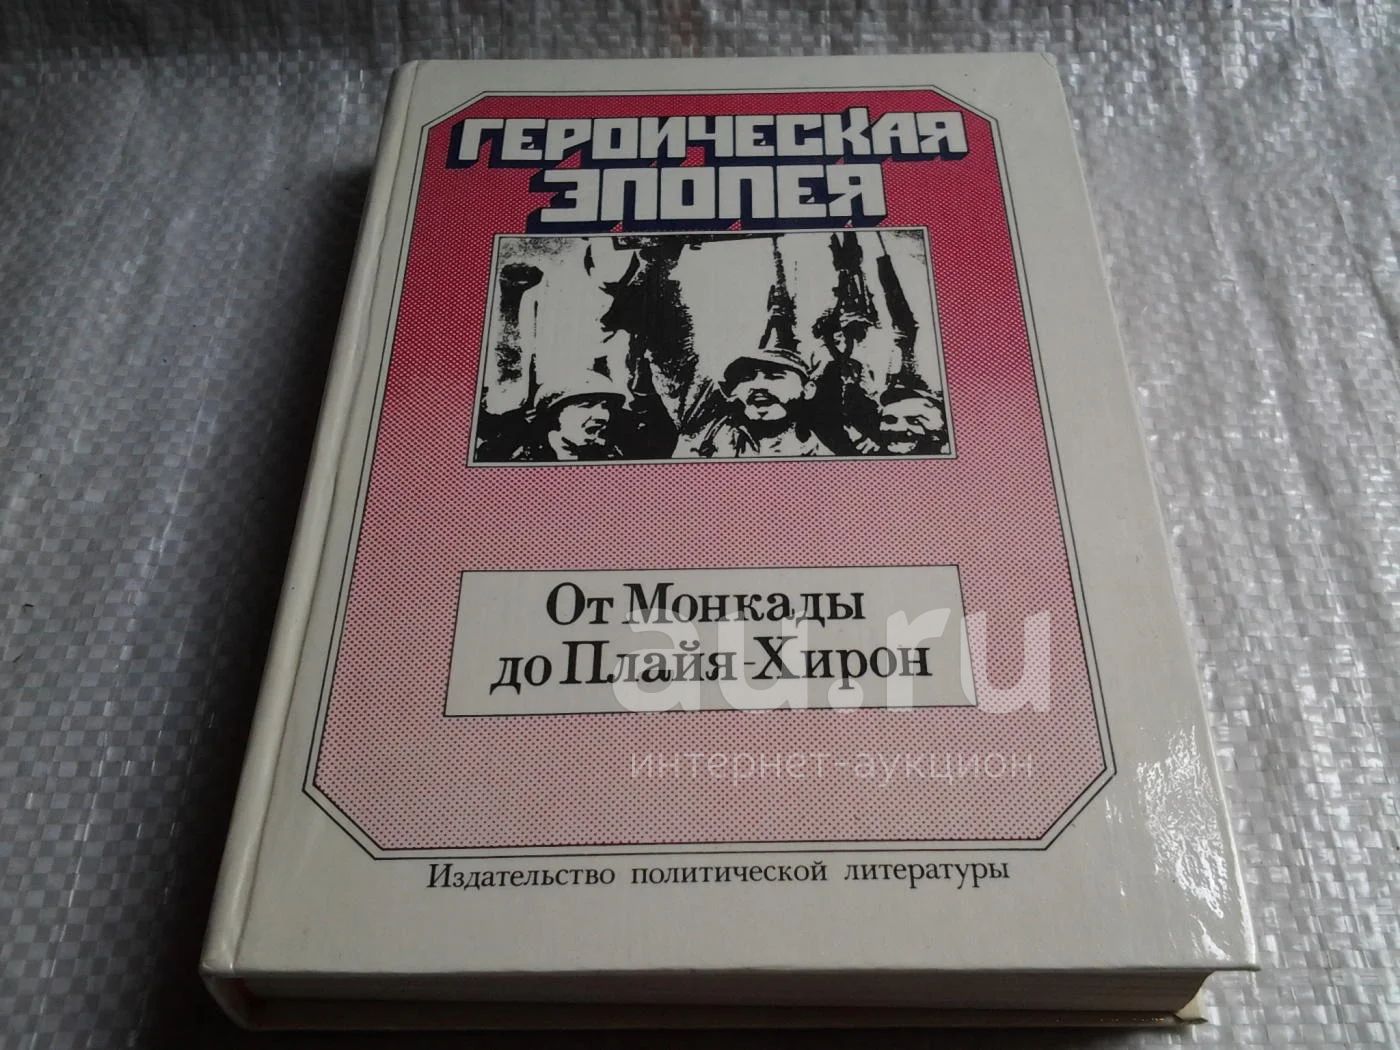 ГЕРОИЧЕСКАЯ
ЭПОПЕЯ
От Монкады
до Плайя-Хирон
au.ru
интернет-аукцион
Издательство политической литературы